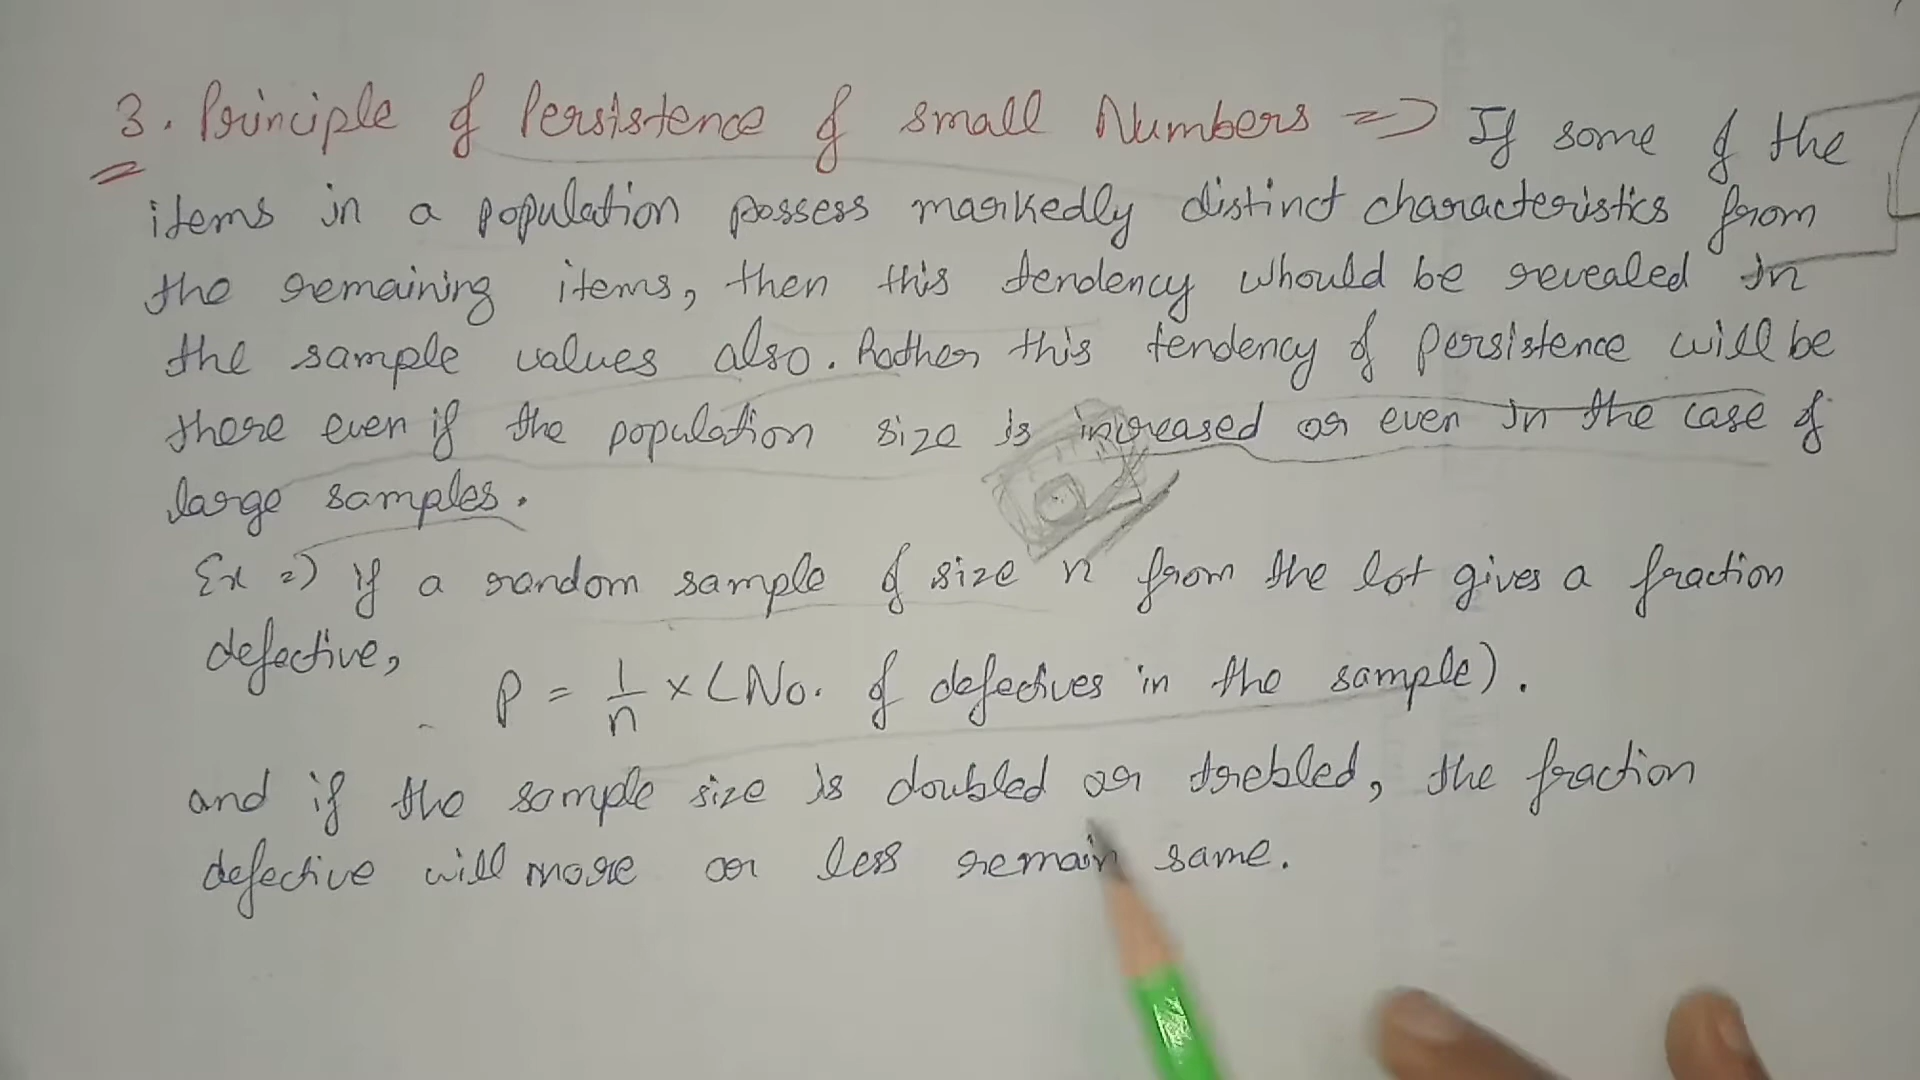 3. Principle of Persistence of small Numbers => If some of the
items in a population possess markedly distinct characteristics from
the remaining items, then this tendency whould be revealed in
the sample values also. Rather this tendency of persistence will be
there even if the population size is increased or even in the case of
large samples.
Ex => if a random sample of size n from the lot gives a fraction
defective,
P = 1/n × (No. of defectives in the sample).
and if the sample size is doubled or trebled, the fraction
defective will more or less remain same.